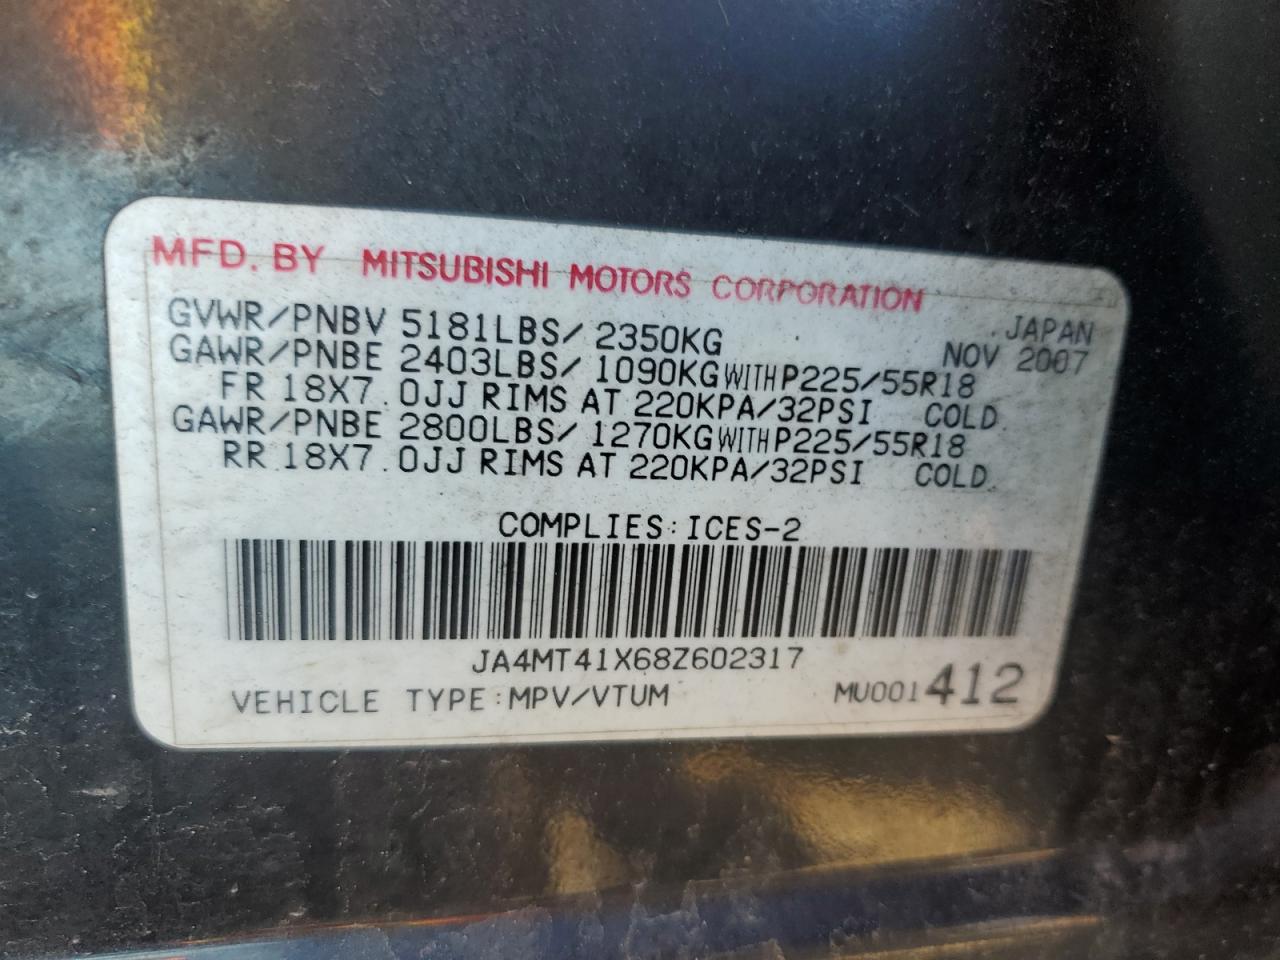 MFD. BY MITSUBISHI MOTORS CORPORATION
GVWR/PNBV 5181LBS/ 2350KG JAPAN
NOV 2007
GAWR/PNBE 2403LBS/ 1090KG WITH P225/55R18
FR 18X7.0JJ RIMS AT 220KPA/32PSI COLD.
GAWR/PNBE 2800LBS/ 1270KG WITH P225/55R18
RR 18X7.0JJ RIMS AT 220KPA/32PSI COLD.
COMPLIES:ICES-2
JA4MT41X68Z602317
VEHICLE TYPE:MPV/VTUM MU001412